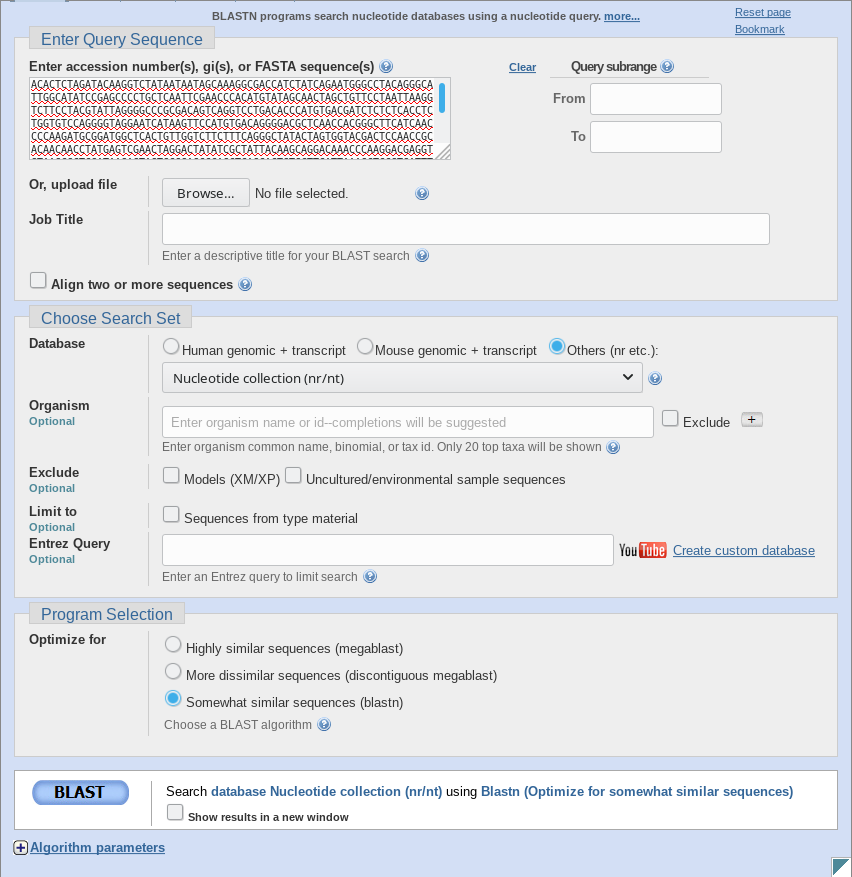 BLASTN programs search nucleotide databases using a nucleotide query. more...
Reset page
Bookmark
Enter Query Sequence
Enter accession number(s), gi(s), or FASTA sequence(s)
Clear
Query subrange
ACACTCTAGATACAAGGTCTATAATAATAGCAAAGGCGACCATCTATCAGAATGGGCCTACAGGGCA
TTGGCATATCCGAGCCCCTGCTCAATTCGAACCCACATGTATAGCAACTAGCTGTTCCTAATTAAGG
TCTTCCTACGTATTAGGGGCCCGCGACAGTCAGGTCCTGACACCCATGTGACGATCTCTCTCACCTC
TGGTGTCCAGGGGTAGGAATCATAAGTTCCATGTGACAGGGGACGCTCAACCACGGGCTTCATCAAC
CCCAAGATGCGGATGGCTCACTGTTGGTCTTCTTTCAGGGCTATACTAGTGGTACGACTCCAACCGC
ACAACAACCTATGAGTCGAACTAGGACTATATCGCTATTACAAGCAGGACAAACCCAAGGACGAGGT
From
To
Or, upload file
Browse...
No file selected.
Job Title
Enter a descriptive title for your BLAST search
Align two or more sequences
Choose Search Set
Database
Human genomic + transcript
Mouse genomic + transcript
Others (nr etc.):
Nucleotide collection (nr/nt)
Organism
Optional
Enter organism name or id--completions will be suggested
Exclude
+
Enter organism common name, binomial, or tax id. Only 20 top taxa will be shown
Exclude
Optional
Models (XM/XP)
Uncultured/environmental sample sequences
Limit to
Optional
Sequences from type material
Entrez Query
Optional
YouTube
Create custom database
Enter an Entrez query to limit search
Program Selection
Optimize for
Highly similar sequences (megablast)
More dissimilar sequences (discontiguous megablast)
Somewhat similar sequences (blastn)
Choose a BLAST algorithm
BLAST
Search database Nucleotide collection (nr/nt) using Blastn (Optimize for somewhat similar sequences)
Show results in a new window
Algorithm parameters